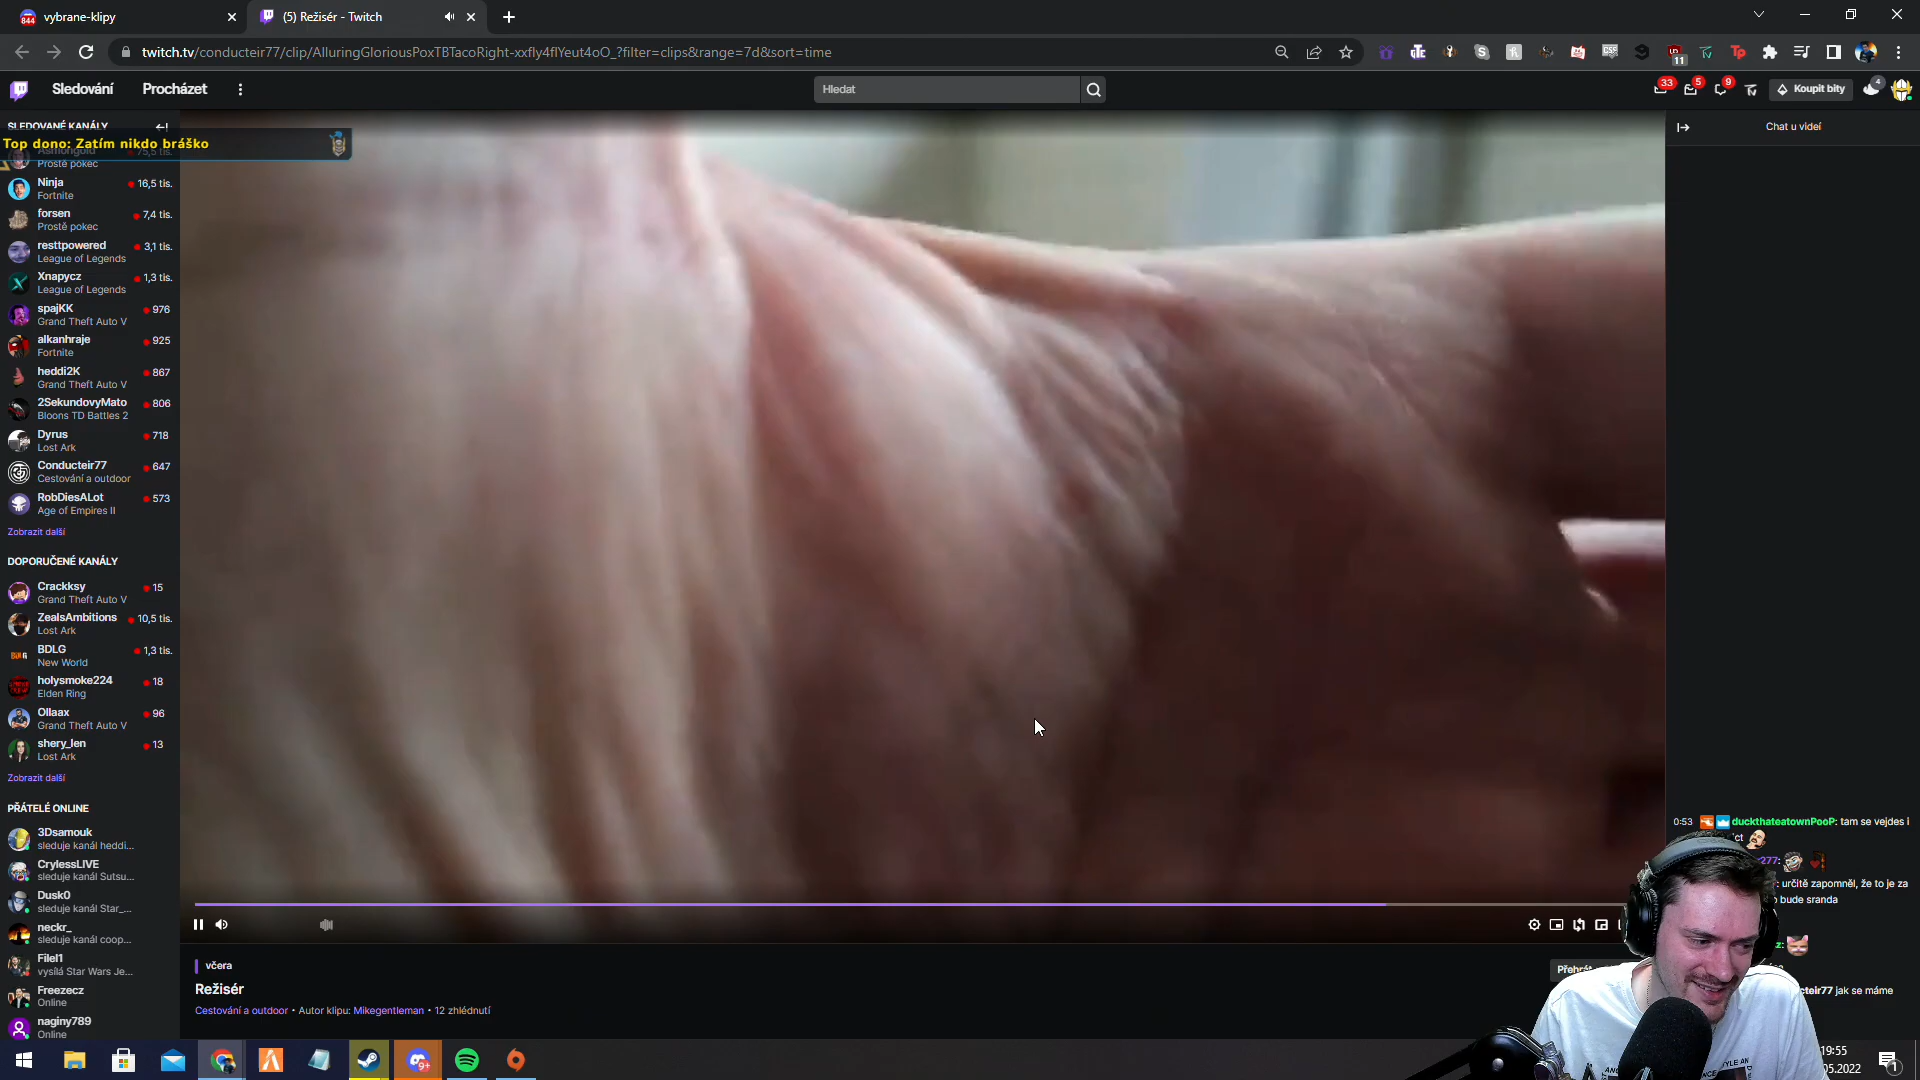 vybrane-klipy
(5) Režisér - Twitch
twitch.tv/conducteir77/clip/AlluringGloriousPoxTBTacoRight-xxfly4flYeut4oO_?filter=clips&range=7d&sort=time
Sledování
Procházet
Hledat
33
5
9
Koupit bity
4
SLEDOVANÉ KANÁLY
Top dono: Zatím nikdo bráško
Prostě pokec
Ninja
16,5 tis.
Fortnite
forsen
7,4 tis.
Prostě pokec
resttpowered
3,1 tis.
League of Legends
Xnapycz
1,3 tis.
League of Legends
spajKK
976
Grand Theft Auto V
alkanhraje
925
Fortnite
heddi2K
867
Grand Theft Auto V
2SekundovyMato
806
Bloons TD Battles 2
Dyrus
718
Lost Ark
Conducteir77
647
Cestování a outdoor
RobDiesALot
573
Age of Empires II
Zobrazit další
DOPORUČENÉ KANÁLY
Crackksy
15
Grand Theft Auto V
ZealsAmbitions
10,5 tis.
Lost Ark
BDLG
1,3 tis.
New World
holysmoke224
18
Elden Ring
Ollaax
96
Grand Theft Auto V
shery_len
13
Lost Ark
Zobrazit další
PŘÁTELÉ ONLINE
3Dsamouk
sleduje kanál heddi...
CrylessLIVE
sleduje kanál Sutsu...
Dusk0
sleduje kanál Star_...
neckr_
sleduje kanál coop...
Filel1
vysílá Star Wars Je...
Freezecz
Online
naginy789
Online
včera
Režisér
Cestování a outdoor • Autor klipu: Mikegentleman • 12 zhlédnutí
Chat u videí
0:53 duckthateatownPooP: tam se vejdes i
určitě zapomněl, že to je za
bude sranda
jak se máme
19:55
05.2022